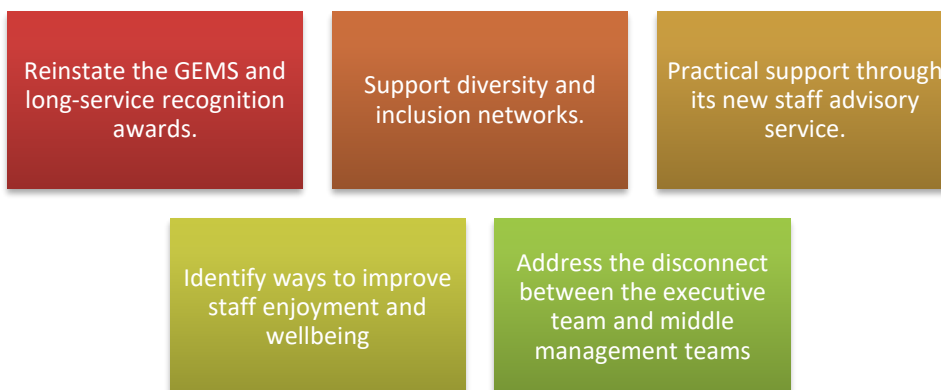 Reinstate the GEMS and
long-service recognition
awards.
Support diversity and
inclusion networks.
Practical support through
its new staff advisory
service.
Identify ways to improve
staff enjoyment and
wellbeing
Address the disconnect
between the executive
team and middle
management teams